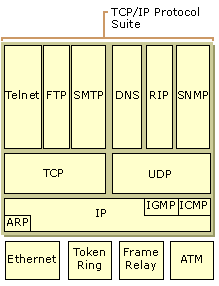 TCP/IP Protocol
Suite
Telnet
FTP
SMTP
DNS
RIP
SNMP
TCP
UDP
IP
IGMP
ICMP
ARP
Ethernet
Token
Ring
Frame
Relay
ATM